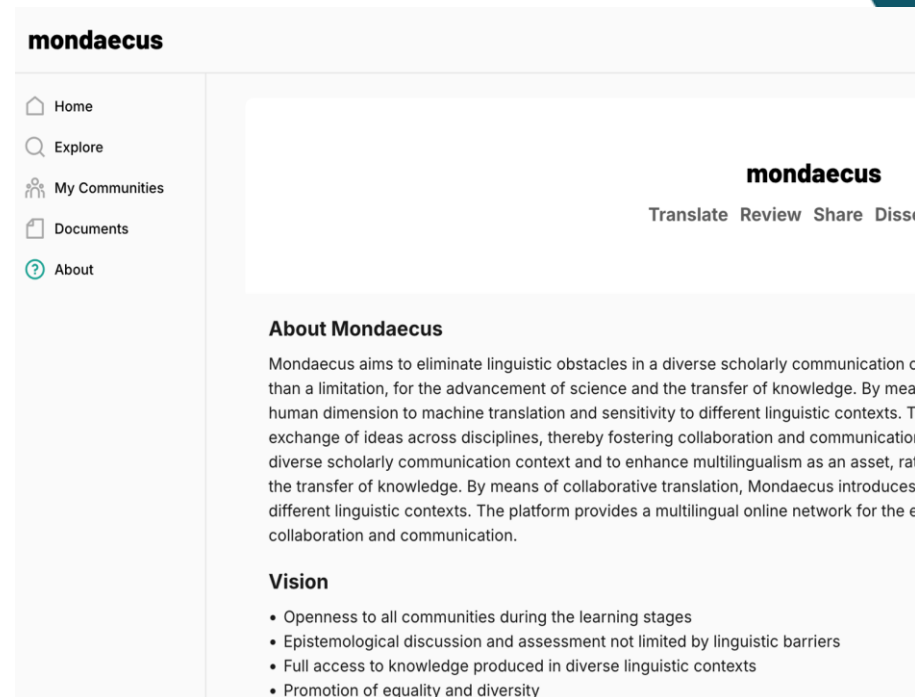 mondaecus
Home
Explore
My Communities
Documents
About
mondaecus
Translate Review Share
About Mondaecus
Mondaecus aims to eliminate linguistic obstacles in a diverse scholarly communication
than a limitation, for the advancement of science and the transfer of knowledge. By
human dimension to machine translation and sensitivity to different linguistic contexts.
exchange of ideas across disciplines, thereby fostering collaboration and
diverse scholarly communication context and to enhance multilingualism as an asset,
the transfer of knowledge. By means of collaborative translation, Mondaecus introduces
different linguistic contexts. The platform provides a multilingual online network for the
collaboration and communication.
Vision
• Openness to all communities during the learning stages
• Epistemological discussion and assessment not limited by linguistic barriers
• Full access to knowledge produced in diverse linguistic contexts
• Promotion of equality and diversity